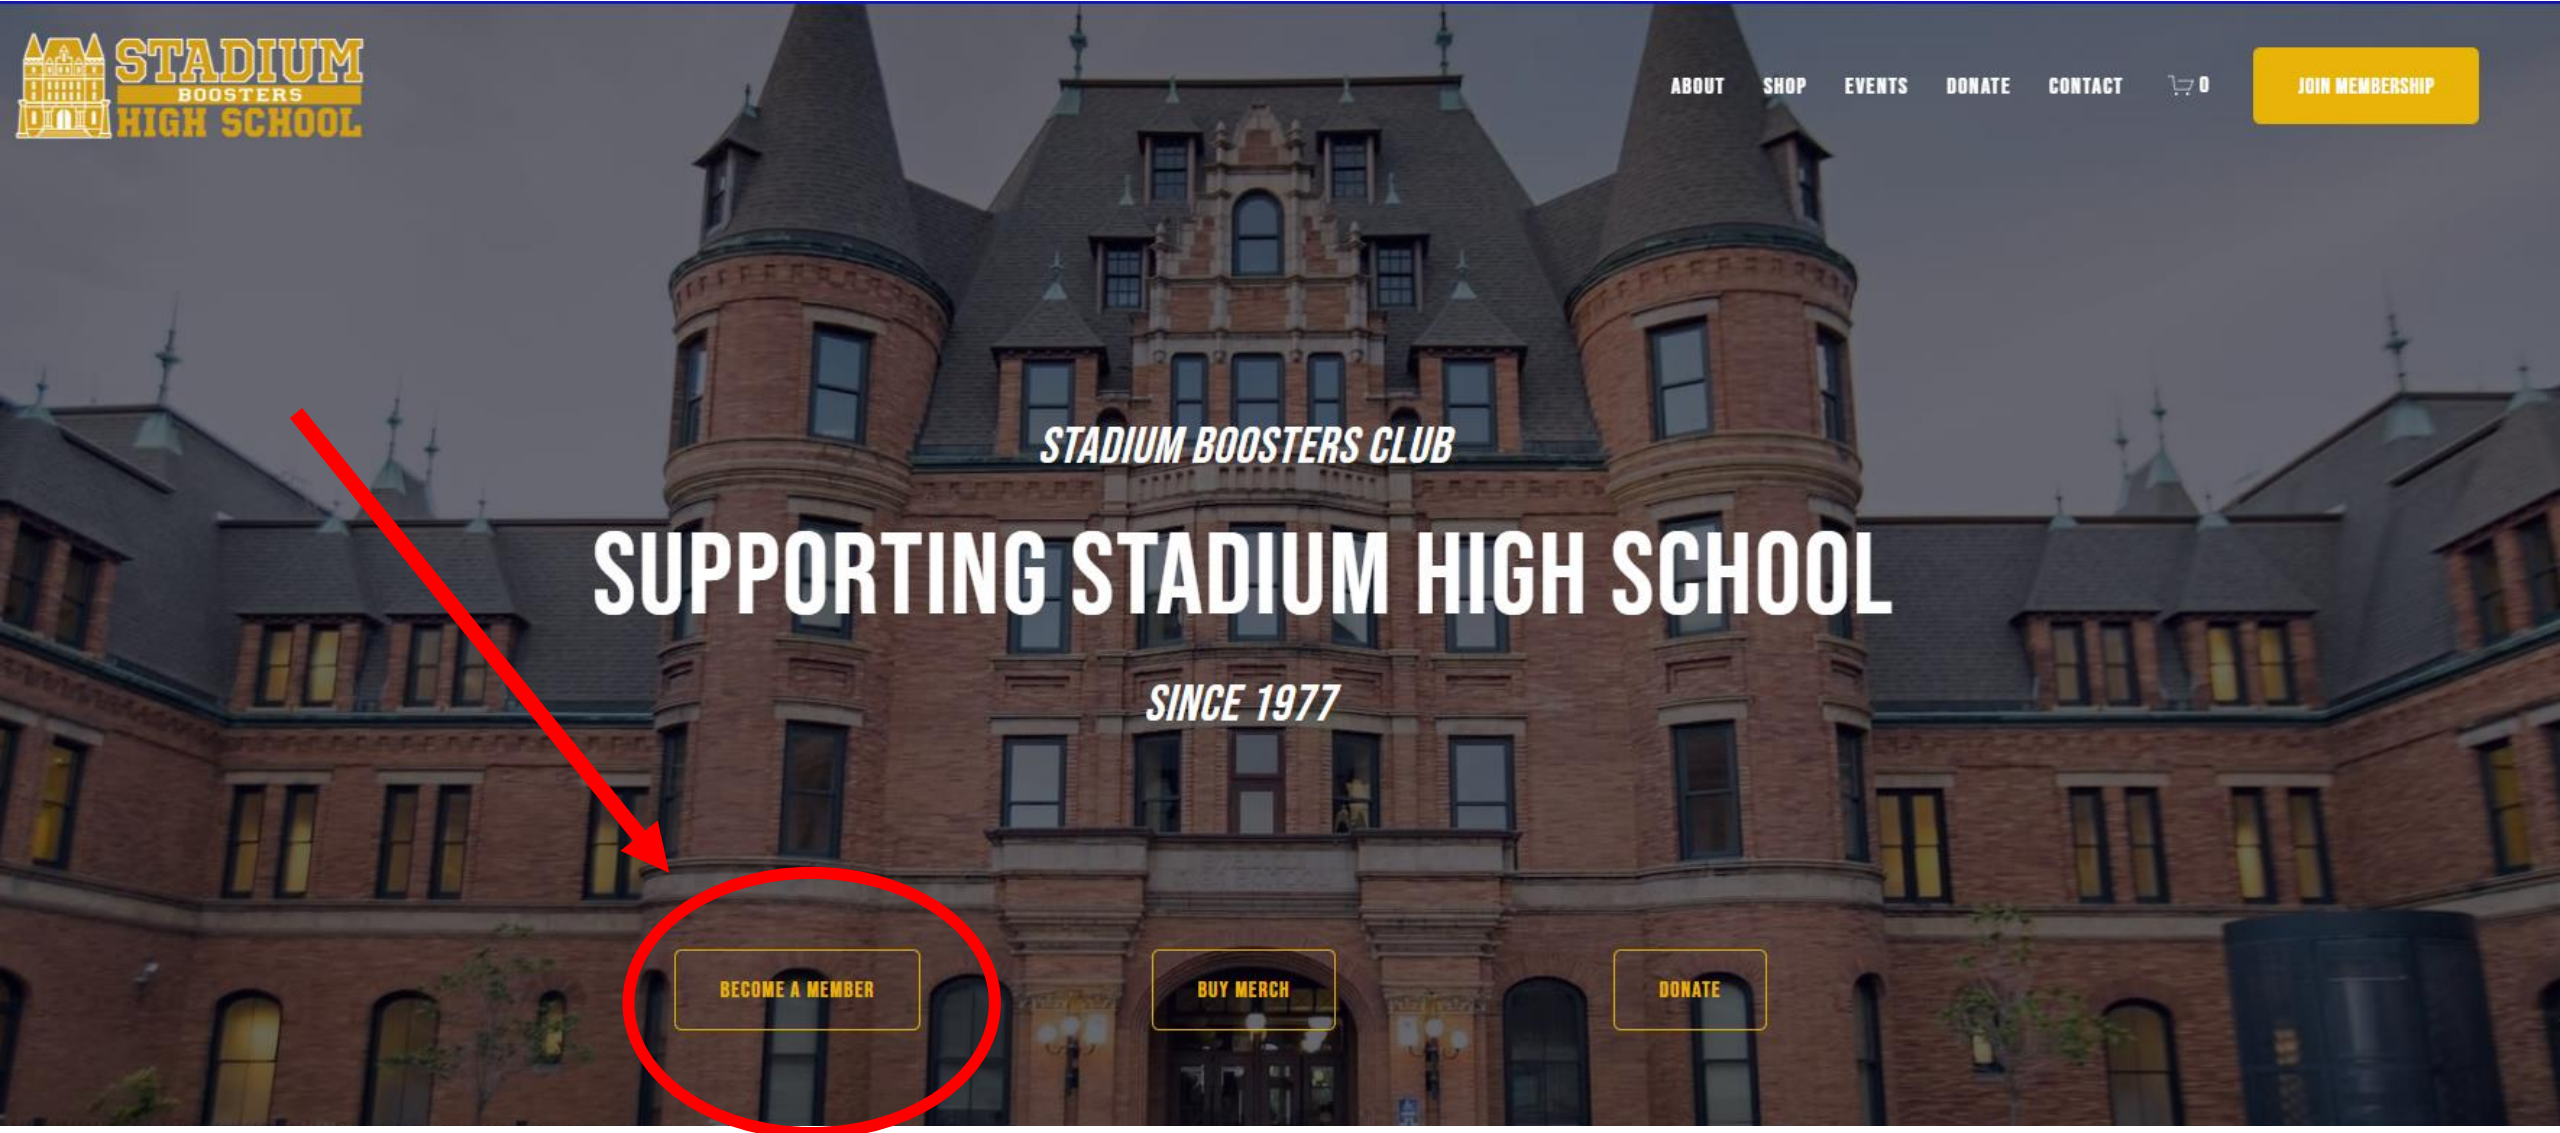 STADIUM
BOOSTERS
HIGH SCHOOL
ABOUT SHOP EVENTS DONATE CONTACT 0 JOIN MEMBERSHIP
STADIUM BOOSTERS CLUB
SUPPORTING STADIUM HIGH SCHOOL
SINCE 1977
BECOME A MEMBER BUY MERCH DONATE